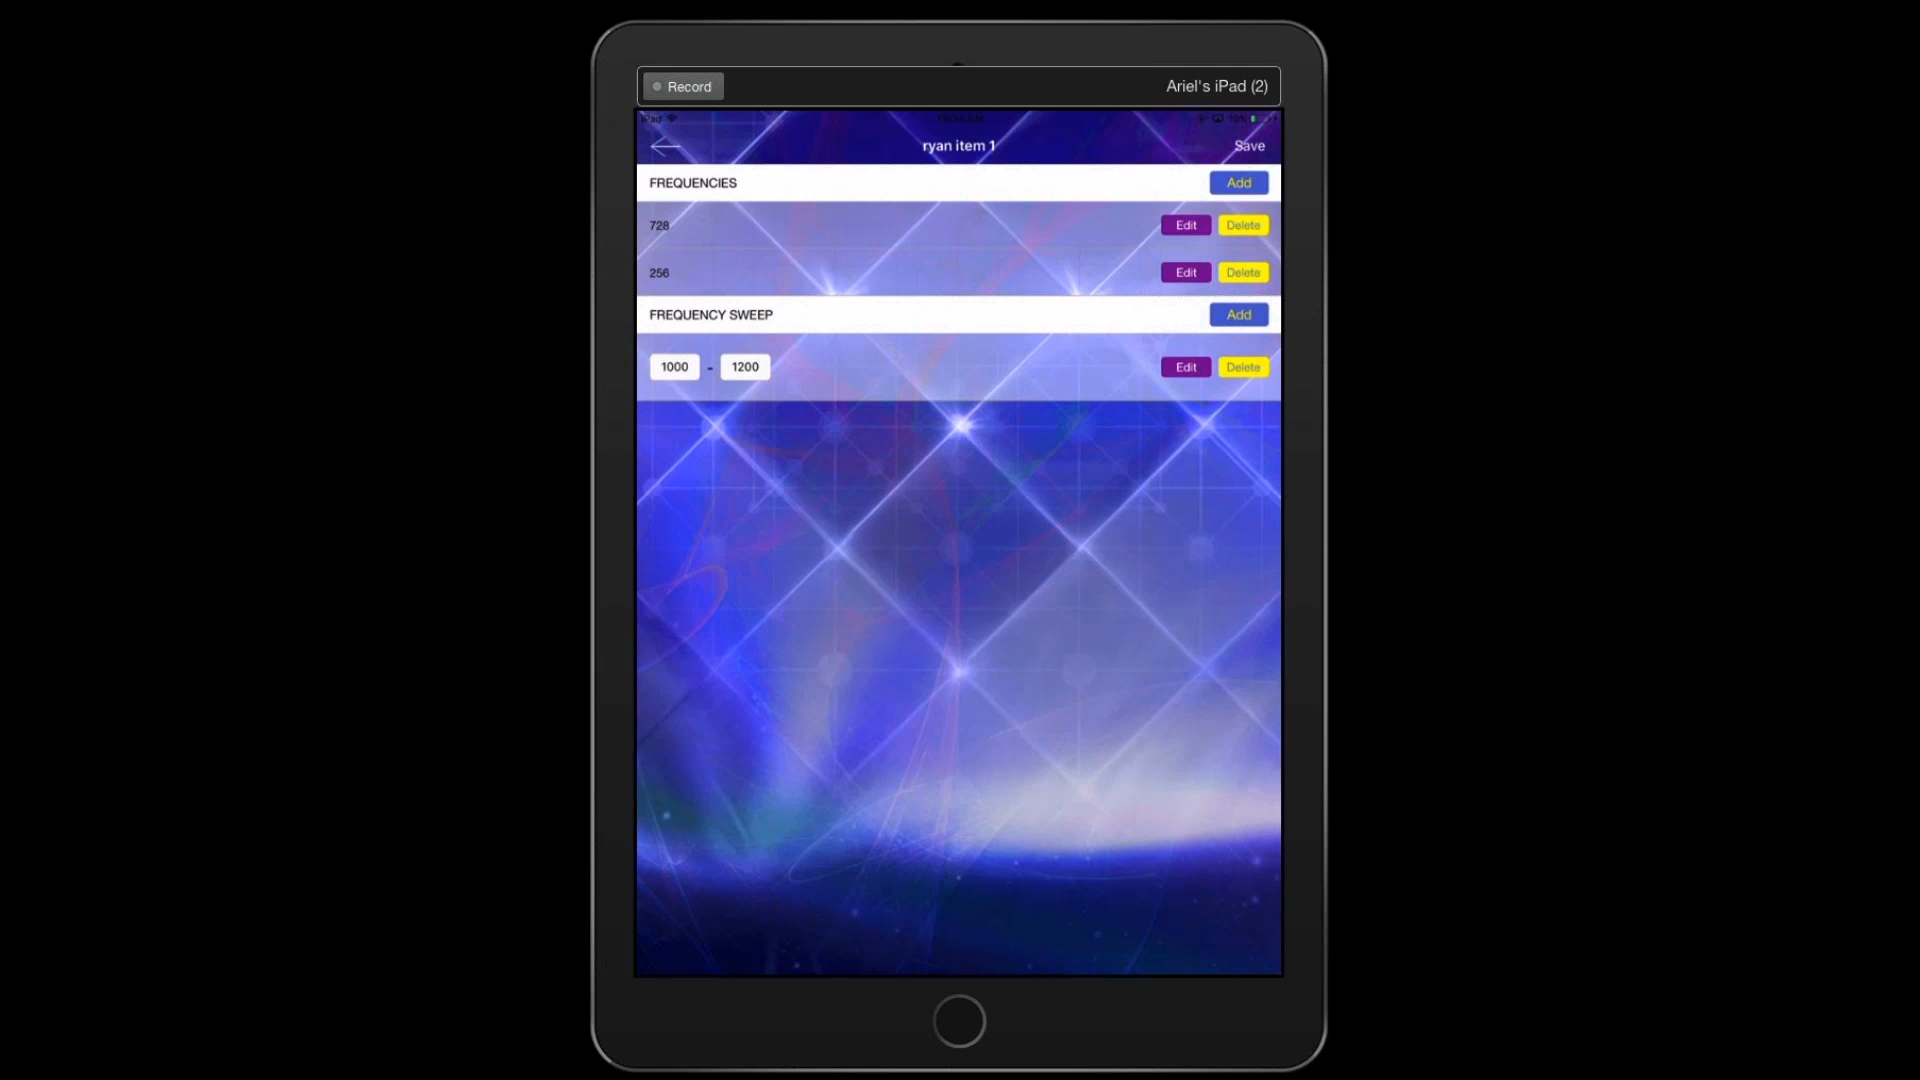 Record
Ariel's iPad (2)
iPad
ryan item 1
Save
FREQUENCIES
Add
728
Edit
Delete
256
Edit
Delete
FREQUENCY SWEEP
Add
1000 - 1200
Edit
Delete